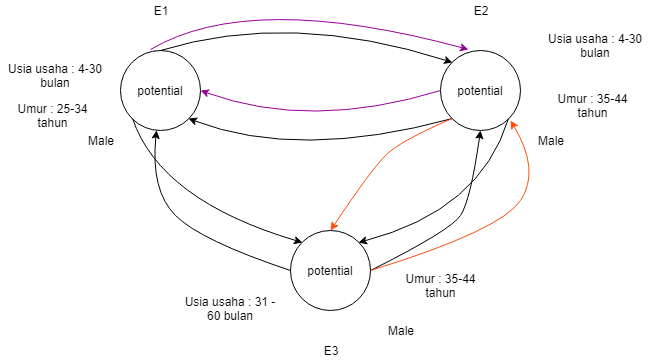 E1
E2
Usia usaha : 4-30
bulan
Usia usaha : 4-30
bulan
potential
potential
Umur : 25-34
tahun
Umur : 35-44
tahun
Male
Male
potential
Umur : 35-44
tahun
Usia usaha : 31 -
60 bulan
Male
E3